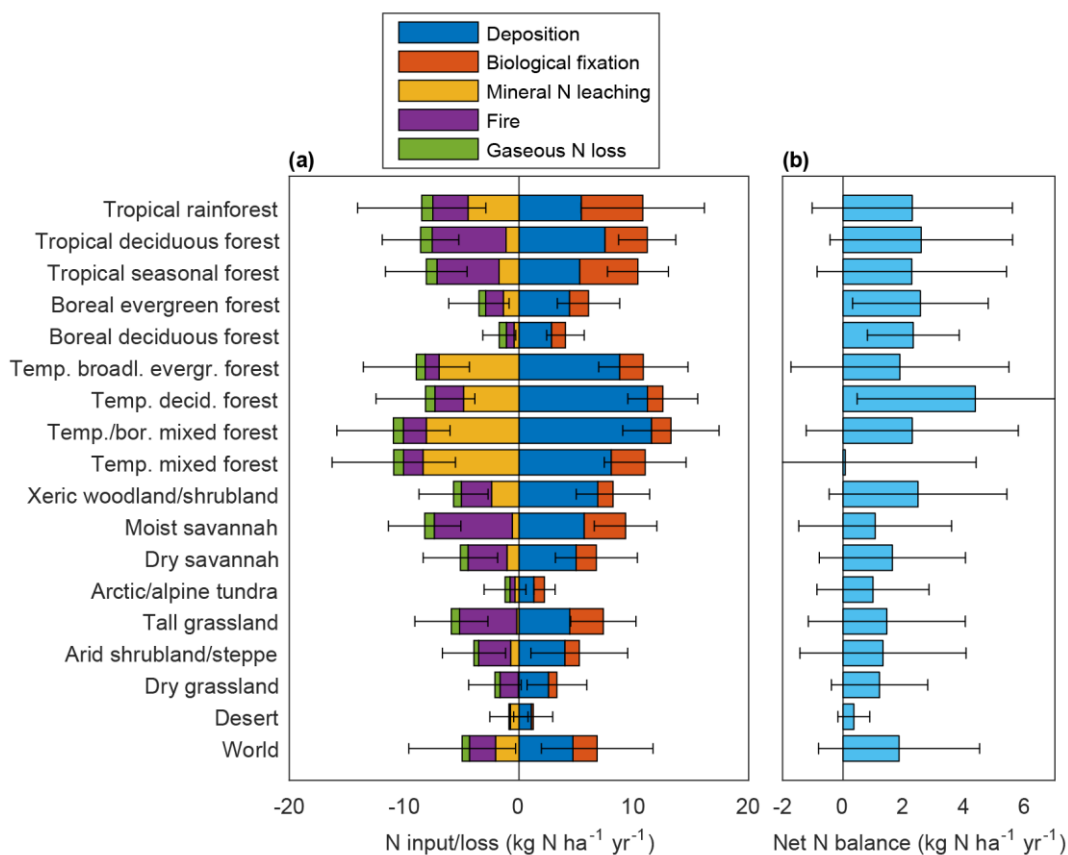 Deposition
Biological fixation
Mineral N leaching
Fire
Gaseous N loss
(a)
(b)
Tropical rainforest
Tropical deciduous forest
Tropical seasonal forest
Boreal evergreen forest
Boreal deciduous forest
Temp. broadl. evergr. forest
Temp. decid. forest
Temp./bor. mixed forest
Temp. mixed forest
Xeric woodland/shrubland
Moist savannah
Dry savannah
Arctic/alpine tundra
Tall grassland
Arid shrubland/steppe
Dry grassland
Desert
World
-20 -10 0 10 20
-2 0 2 4 6
N input/loss (kg N ha⁻¹ yr⁻¹)
Net N balance (kg N ha⁻¹ yr⁻¹)